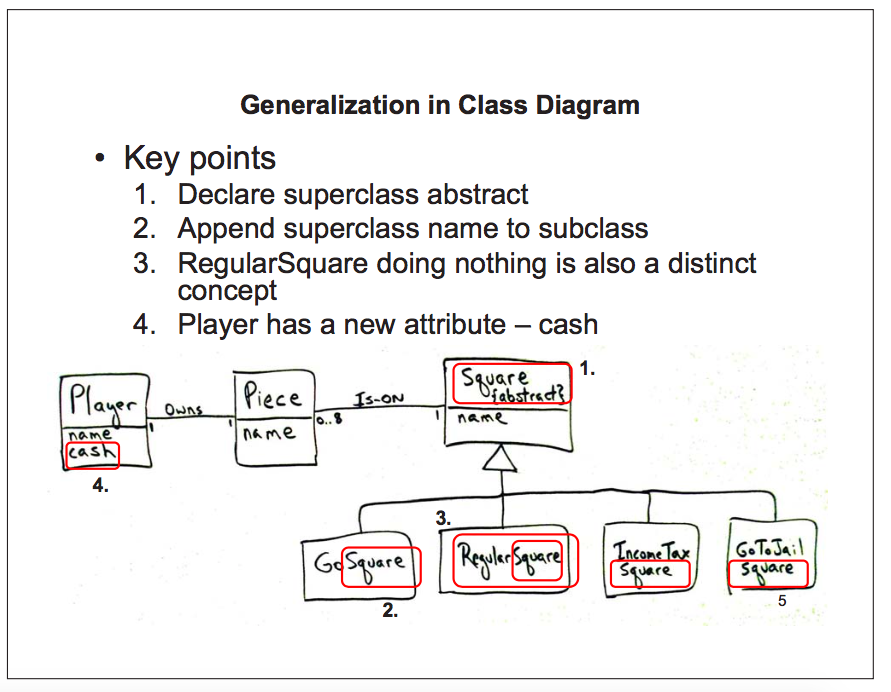 Generalization in Class Diagram
• Key points
1. Declare superclass abstract
2. Append superclass name to subclass
3. RegularSquare doing nothing is also a distinct
concept
4. Player has a new attribute – cash
Player
name
cash
4.
Owns
1
1
Piece
name
Is-ON
0..8
1
Square
{abstract}
name
1.
GoSquare
2.
3.
RegularSquare
Income Tax
Square
GoToJail
Square
5